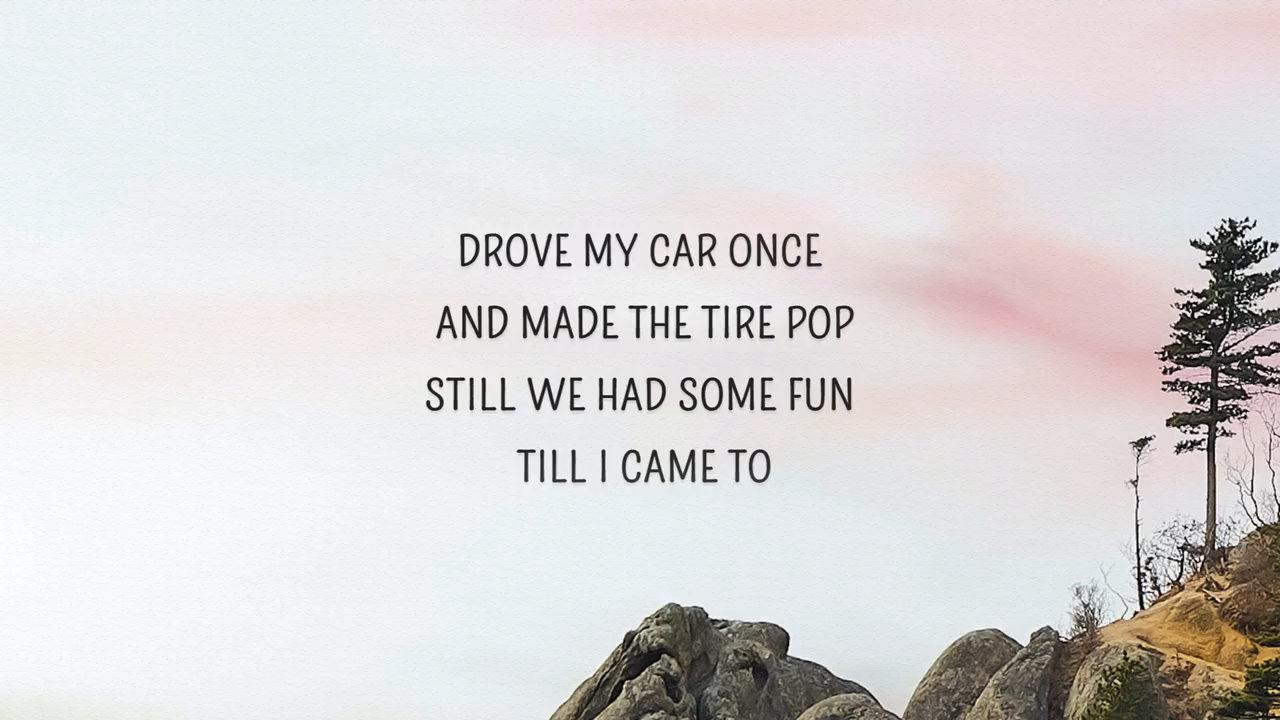 DROVE MY CAR ONCE
AND MADE THE TIRE POP
STILL WE HAD SOME FUN
TILL I CAME TO